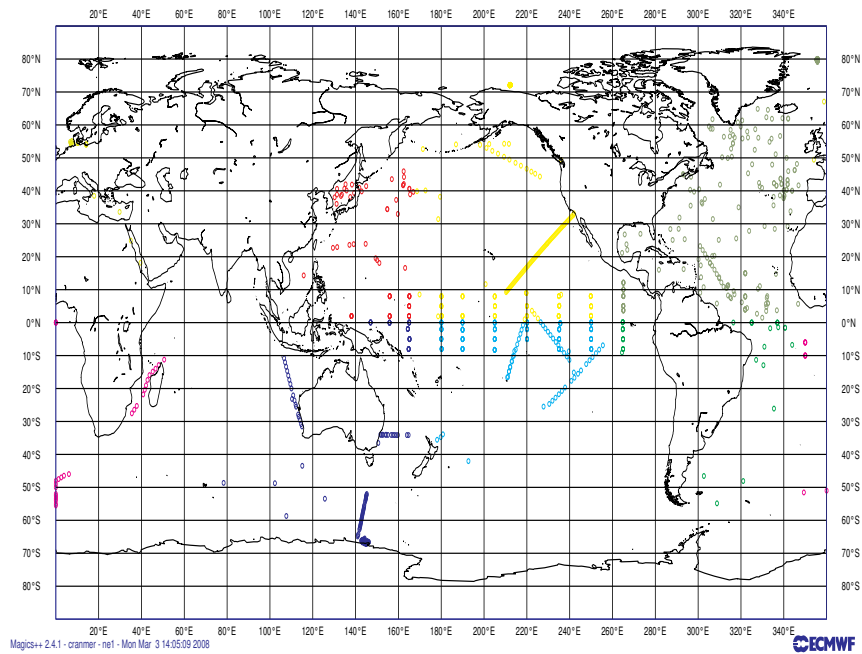 20°E 40°E 60°E 80°E 100°E 120°E 140°E 160°E 180°E 200°E 220°E 240°E 260°E 280°E 300°E 320°E 340°E
80°N 80°N
70°N 70°N
60°N 60°N
50°N 50°N
40°N 40°N
30°N 30°N
20°N 20°N
10°N 10°N
0°N 0°N
10°S 10°S
20°S 20°S
30°S 30°S
40°S 40°S
50°S 50°S
60°S 60°S
70°S 70°S
80°S 80°S
20°E 40°E 60°E 80°E 100°E 120°E 140°E 160°E 180°E 200°E 220°E 240°E 260°E 280°E 300°E 320°E 340°E
Magics++ 2.4.1 - cranmer - ne1 - Mon Mar 3 14:05:09 2008 ECMWF